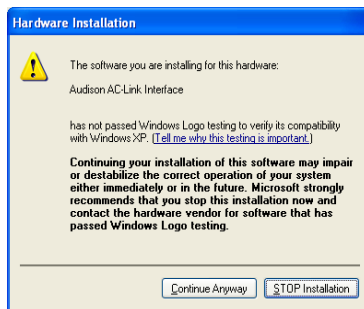 Hardware Installation
The software you are installing for this hardware:
Audison AC-Link Interface
has not passed Windows Logo testing to verify its compatibility
with Windows XP. (Tell me why this testing is important.)
Continuing your installation of this software may impair
or destabilize the correct operation of your system
either immediately or in the future. Microsoft strongly
recommends that you stop this installation now and
contact the hardware vendor for software that has
passed Windows Logo testing.
Continue Anyway
STOP Installation